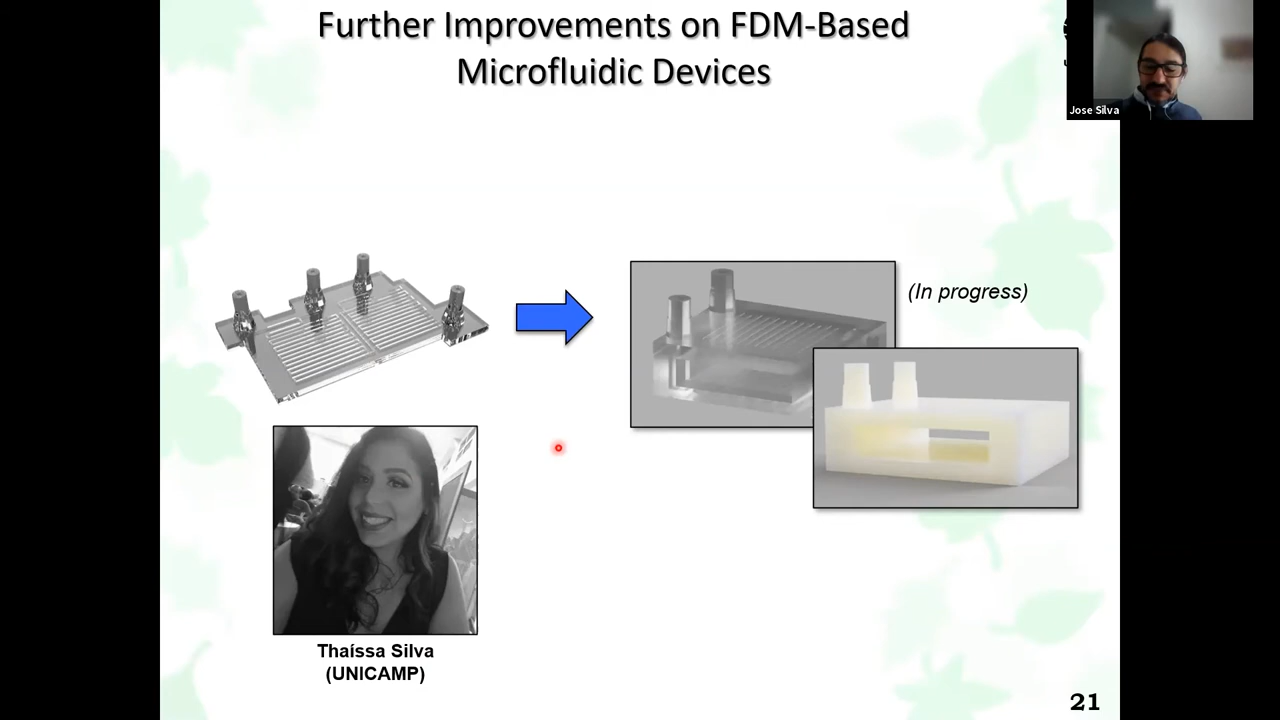 Further Improvements on FDM-Based
Microfluidic Devices
Jose Silva
(In progress)
Thaíssa Silva
(UNICAMP)
21